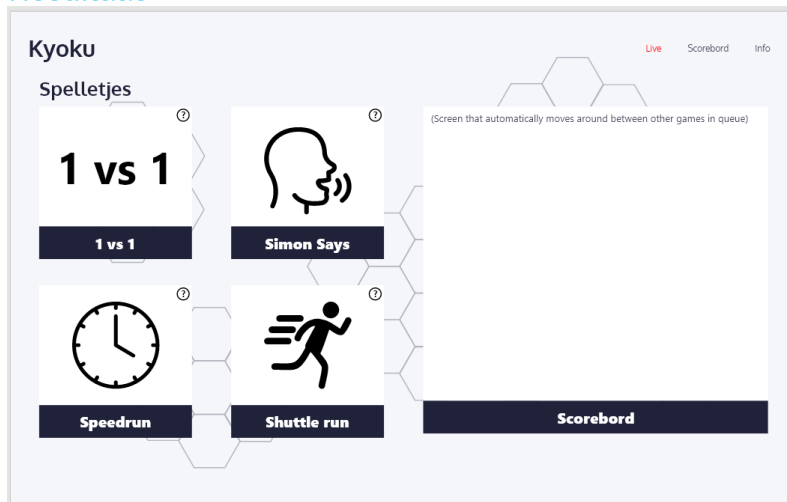 Kyoku
Live Scorebord Info
Spelletjes
?
1 vs 1
1 vs 1
?
Simon Says
(Screen that automatically moves around between other games in queue)
?
Speedrun
?
Shuttle run
Scorebord